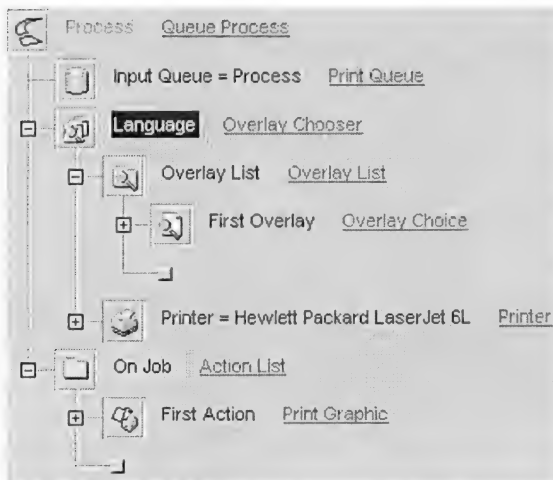 Process Queue Process
Input Queue = Process Print Queue
Language Overlay Chooser
Overlay List Overlay List
First Overlay Overlay Choice
Printer = Hewlett Packard LaserJet 6L Printer
On Job Action List
First Action Print Graphic